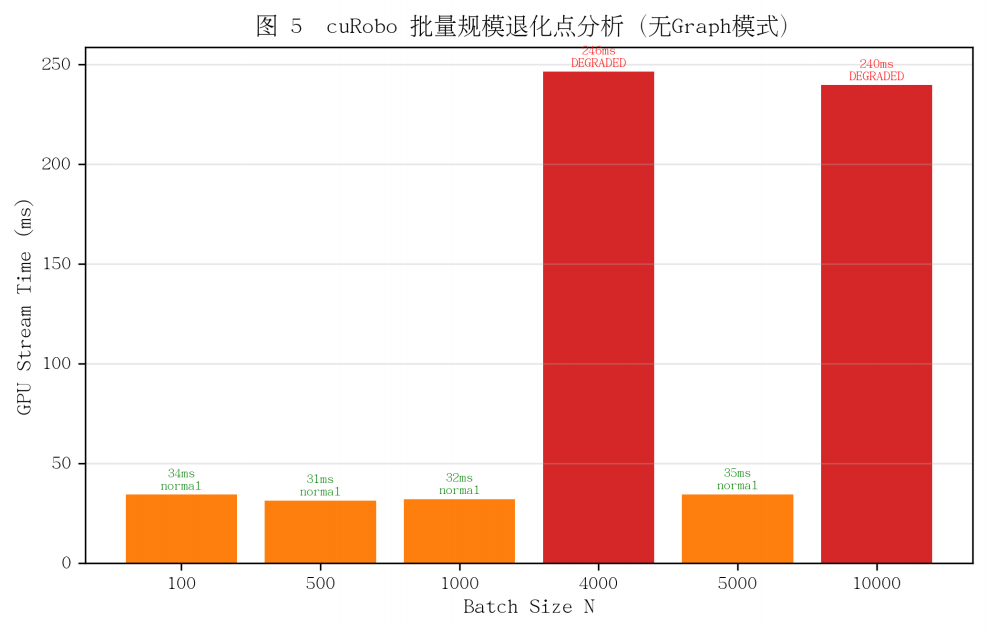 图 5  cuRobo 批量规模退化点分析 (无Graph模式)
GPU Stream Time (ms)
250
200
150
100
50
0
34ms
normal
31ms
normal
32ms
normal
246ms
DEGRADED
35ms
normal
240ms
DEGRADED
100
500
1000
4000
5000
10000
Batch Size N